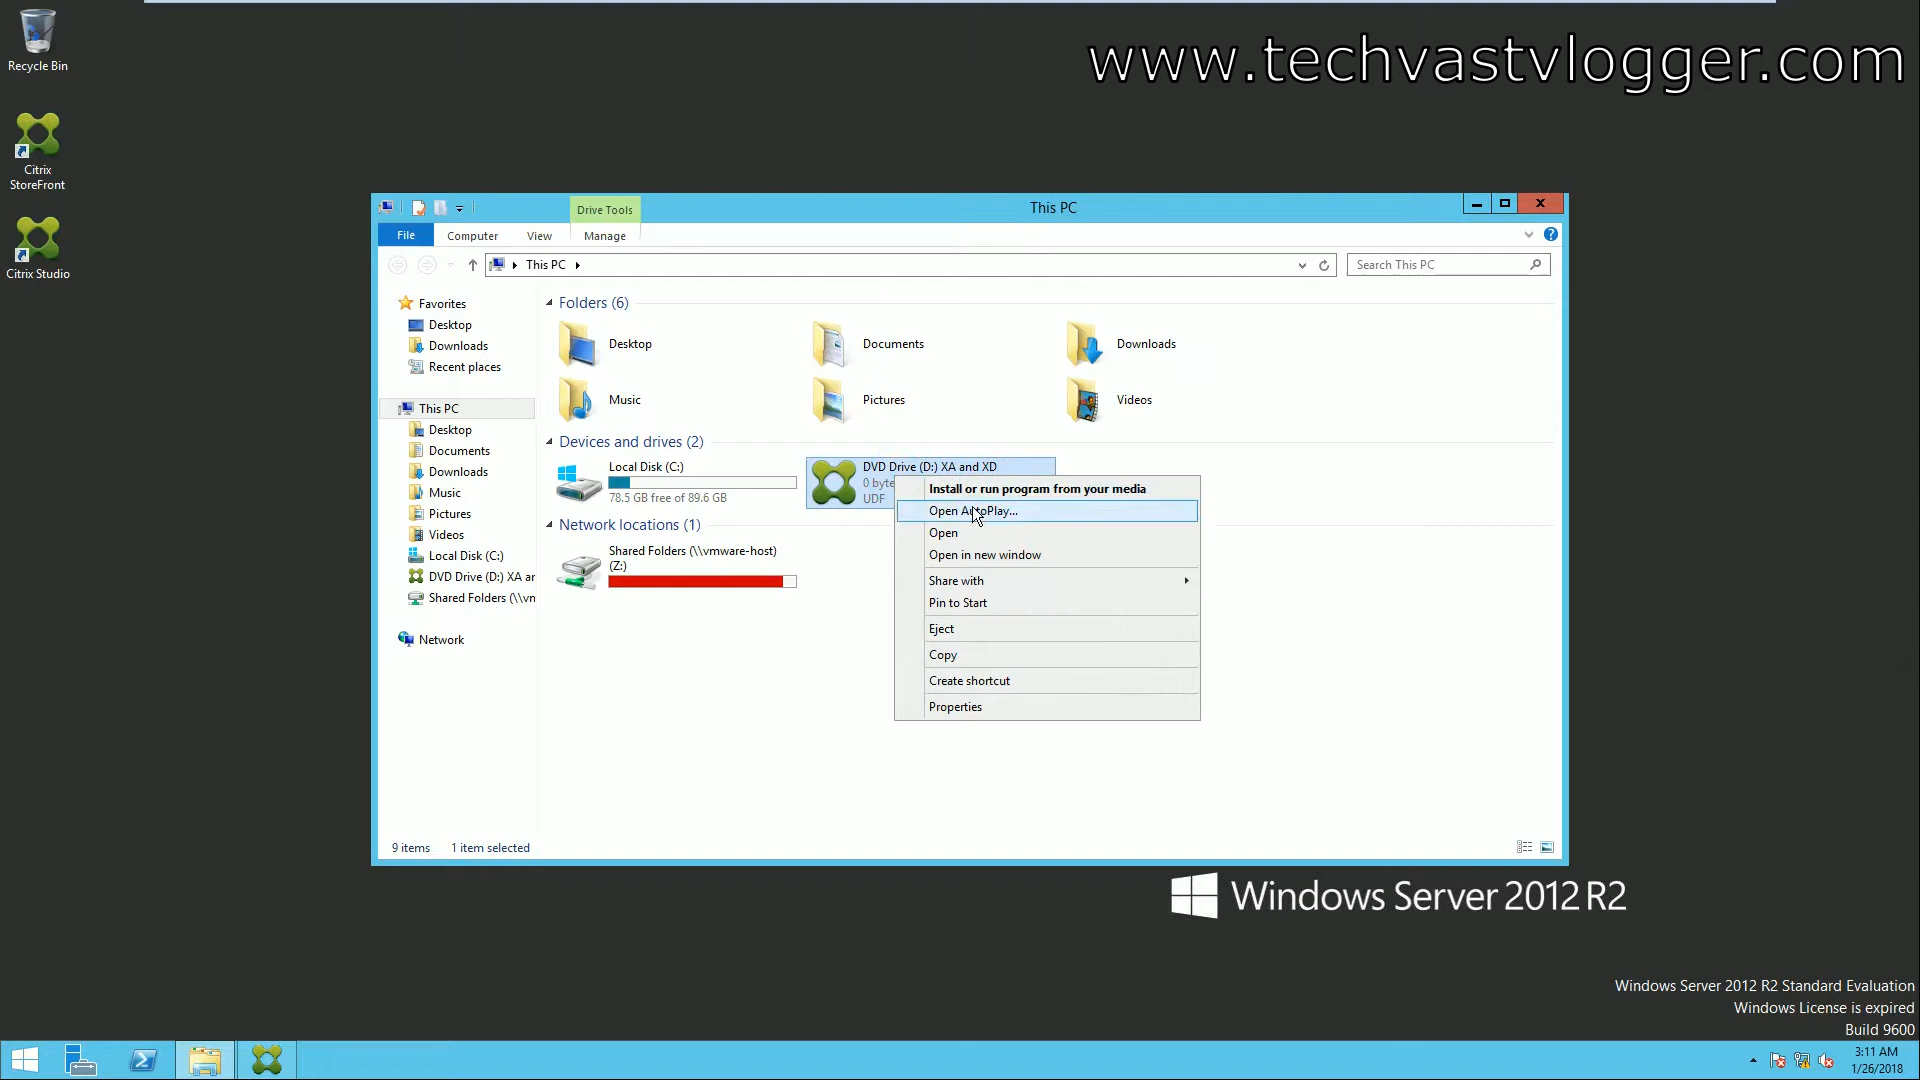 Recycle Bin
Citrix
StoreFront
Citrix Studio
www.techvastvlogger.com
Drive Tools
This PC
File
Computer
View
Manage
This PC
Search This PC
Favorites
Desktop
Downloads
Recent places
This PC
Desktop
Documents
Downloads
Music
Pictures
Videos
Local Disk (C:)
DVD Drive (D:) XA ar
Shared Folders (\\vn
Network
Folders (6)
Desktop
Documents
Downloads
Music
Pictures
Videos
Devices and drives (2)
Local Disk (C:)
78.5 GB free of 89.6 GB
DVD Drive (D:) XA and XD
0 byte
UDF
Network locations (1)
Shared Folders (\\vmware-host)
(Z:)
Install or run program from your media
Open AutoPlay...
Open
Open in new window
Share with
Pin to Start
Eject
Copy
Create shortcut
Properties
9 items
1 item selected
Windows Server 2012 R2
Windows Server 2012 R2 Standard Evaluation
Windows License is expired
Build 9600
3:11 AM
1/26/2018